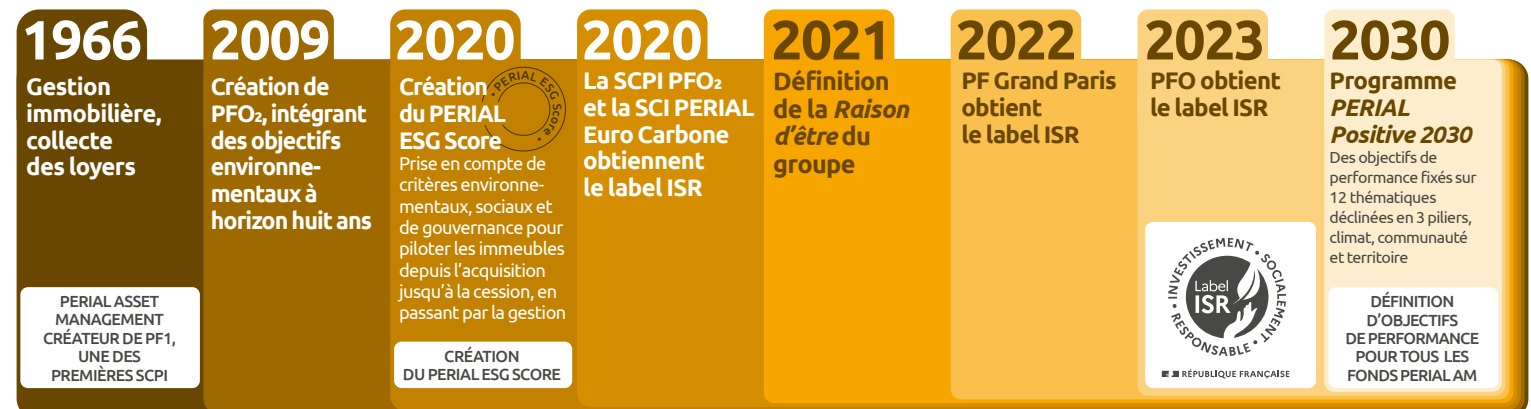 1966
Gestion
immobilière,
collecte
des loyers
PERIAL ASSET
MANAGEMENT
CRÉATEUR DE PF1,
UNE DES
PREMIÈRES SCPI
2009
Création de
PFO₂, intégrant
des objectifs
environne-
mentaux à
horizon huit ans
2020
Création
du PERIAL
ESG Score
• PERIAL ESG Score •
Prise en compte de
critères environne-
mentaux, sociaux et
de gouvernance pour
piloter les immeubles
depuis l'acquisition
jusqu'à la cession, en
passant par la gestion
CRÉATION
DU PERIAL ESG SCORE
2020
La SCPI PFO₂
et la SCI PERIAL
Euro Carbone
obtiennent
le label ISR
2021
Définition
de la Raison
d'être du
groupe
2022
PF Grand Paris
obtient
le label ISR
2023
PFO obtient
le label ISR
• INVESTISSEMENT • SOCIALEMENT • RESPONSABLE
Label
ISR
RÉPUBLIQUE FRANÇAISE
2030
Programme
PERIAL
Positive 2030
Des objectifs de
performance fixés sur
12 thématiques
déclinées en 3 piliers,
climat, communauté
et territoire
DÉFINITION
D'OBJECTIFS
DE PERFORMANCE
POUR TOUS LES
FONDS PERIAL AM